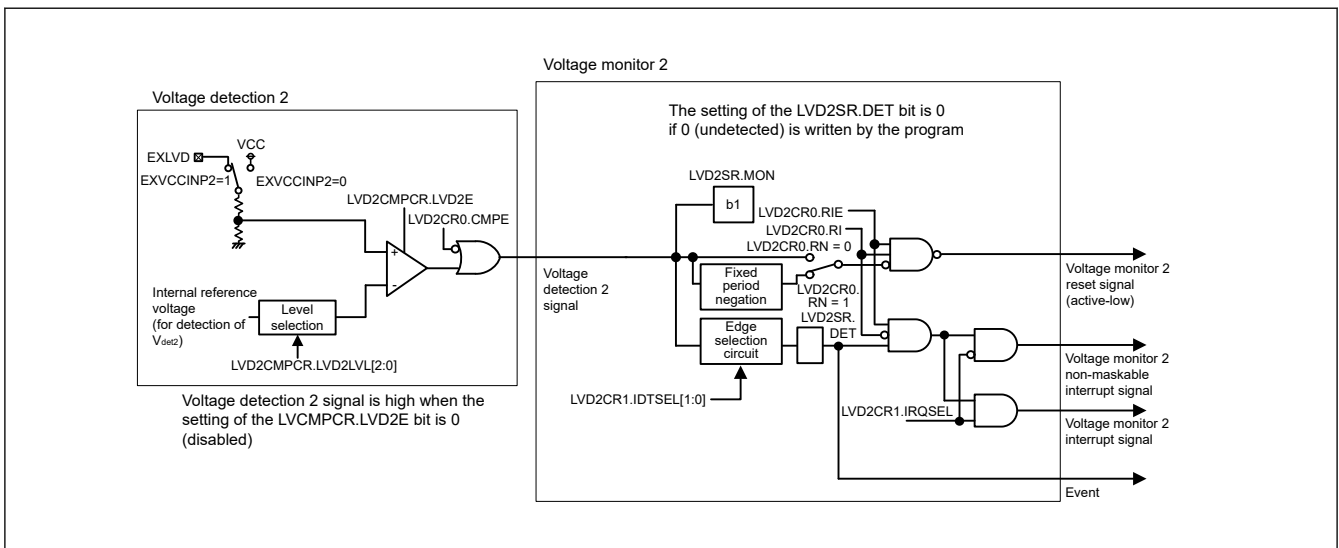 Voltage monitor 2
Voltage detection 2
The setting of the LVD2SR.DET bit is 0
if 0 (undetected) is written by the program
VCC
EXLVD
EXVCCINP2=1
EXVCCINP2=0
LVD2CMPCR.LVD2E
LVD2CR0.CMPE
+
-
Internal reference
voltage
(for detection of
Vdet2)
Level
selection
LVD2CMPCR.LVD2LVL[2:0]
Voltage detection 2 signal is high when the
setting of the LVCMPCR.LVD2E bit is 0
(disabled)
Voltage
detection 2
signal
LVD2SR.MON
b1
LVD2CR0.RIE
LVD2CR0.RI
LVD2CR0.RN = 0
Fixed
period
negation
LVD2CR0.
RN = 1
LVD2SR.
DET
Edge
selection
circuit
LVD2CR1.IDTSEL[1:0]
LVD2CR1.IRQSEL
Voltage monitor 2
reset signal
(active-low)
Voltage monitor 2
non-maskable
interrupt signal
Voltage monitor 2
interrupt signal
Event